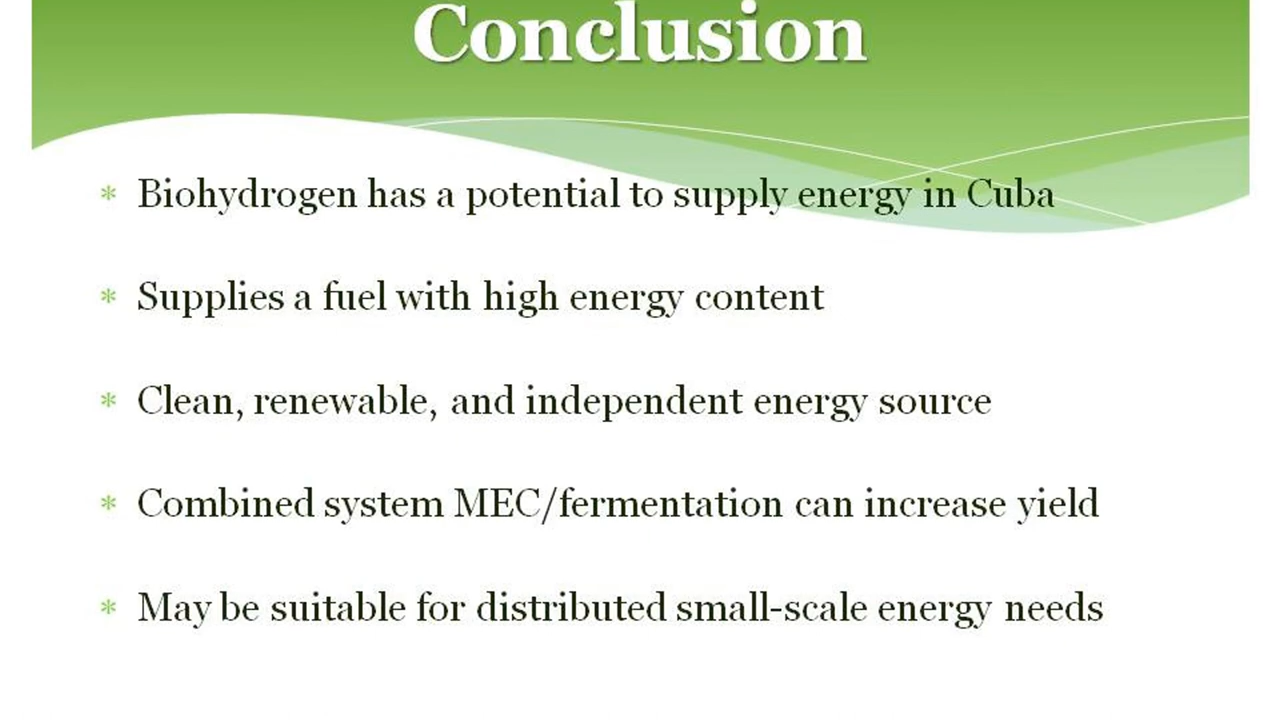 Conclusion
* Biohydrogen has a potential to supply energy in Cuba
* Supplies a fuel with high energy content
* Clean, renewable, and independent energy source
* Combined system MEC/fermentation can increase yield
* May be suitable for distributed small-scale energy needs